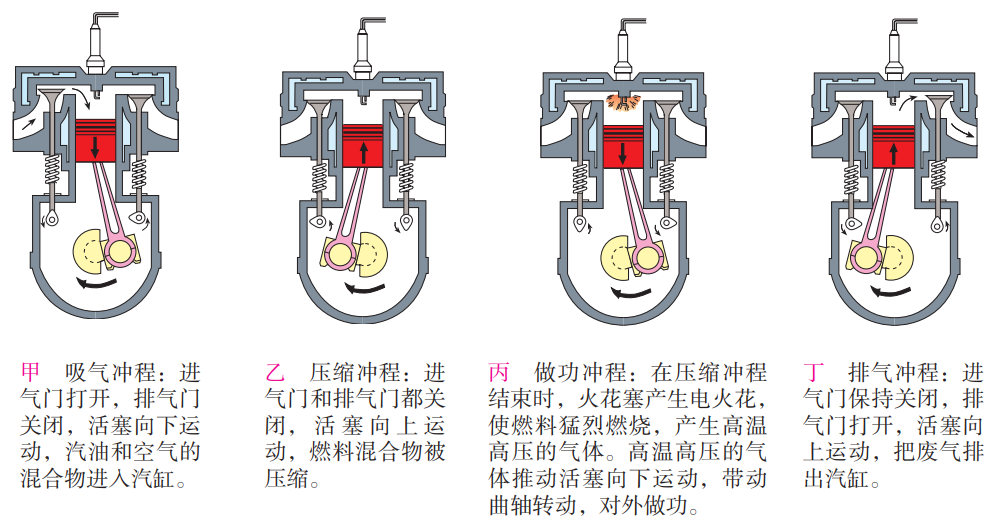 甲 吸气冲程：进
气门打开，排气门
关闭，活塞向下运
动，汽油和空气的
混合物进入汽缸。
乙 压缩冲程：进
气门和排气门都关
闭，活塞向上运
动，燃料混合物被
压缩。
丙 做功冲程：在压缩冲程
结束时，火花塞产生电火花，
使燃料猛烈燃烧，产生高温
高压的气体。高温高压的气
体推动活塞向下运动，带动
曲轴转动，对外做功。
丁 排气冲程：进
气门保持关闭，排
气门打开，活塞向
上运动，把废气排
出汽缸。